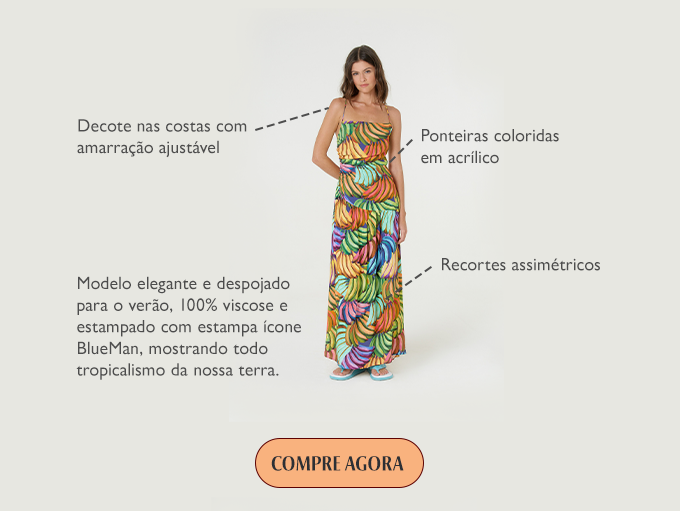 Decote nas costas com
amarração ajustável
Ponteiras coloridas
em acrílico
Recortes assimétricos
Modelo elegante e despojado
para o verão, 100% viscose e
estampado com estampa ícone
BlueMan, mostrando todo
tropicalismo da nossa terra.
COMPRE AGORA